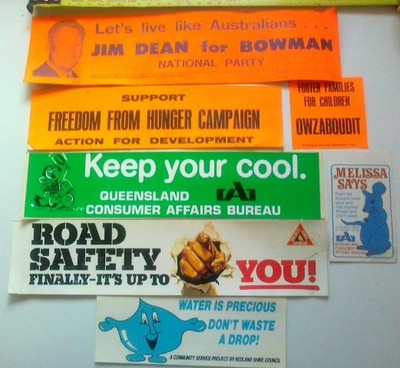 Let's live like Australians . . .
JIM DEAN for BOWMAN
NATIONAL PARTY
SUPPORT
FREEDOM FROM HUNGER CAMPAIGN
ACTION FOR DEVELOPMENT
FOSTER FAMILIES
FOR CHILDREN
OWZABOUDIT
Keep your cool.
QUEENSLAND
CONSUMER AFFAIRS BUREAU
MELISSA
SAYS
ROAD
SAFETY
FINALLY-IT'S UP TO
YOU!
WATER IS PRECIOUS
DON'T WASTE
A DROP!
A COMMUNITY SERVICE PROJECT BY REDLAND SHIRE COUNCIL